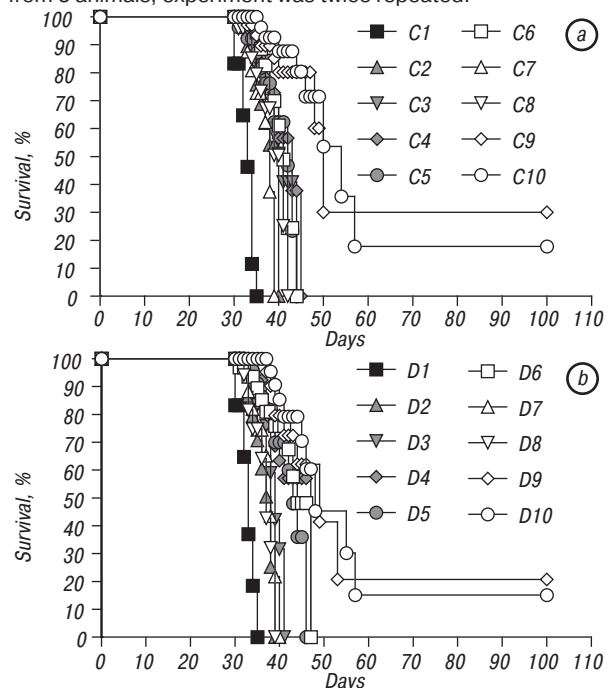 from 8 animals; experiment was twices repeated.
100
90
80
70
60
50
40
30
20
10
0
Survival, %
C1 C6
C2 C7
C3 C8
C4 C9
C5 C10
a
0 10 20 30 40 50 60 70 80 90 100 110
Days
100
90
80
70
60
50
40
30
20
10
0
Survival, %
D1 D6
D2 D7
D3 D8
D4 D9
D5 D10
b
0 10 20 30 40 50 60 70 80 90 100 110
Days